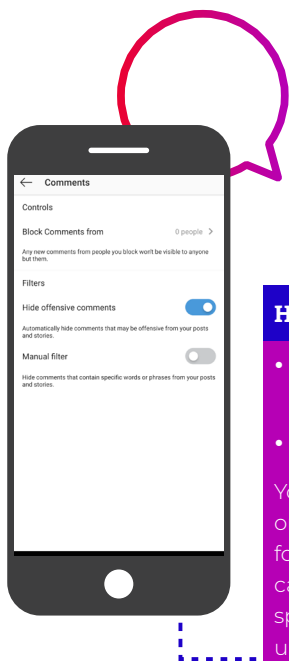 Comments
Controls
Block Comments from 0 people
Any new comments from people you block won't be visible to anyone
but them.
Filters
Hide offensive comments
Automatically hide comments that may be offensive from your posts
and stories.
Manual filter
Hide comments that contain specific words or phrases from your posts
and stories.